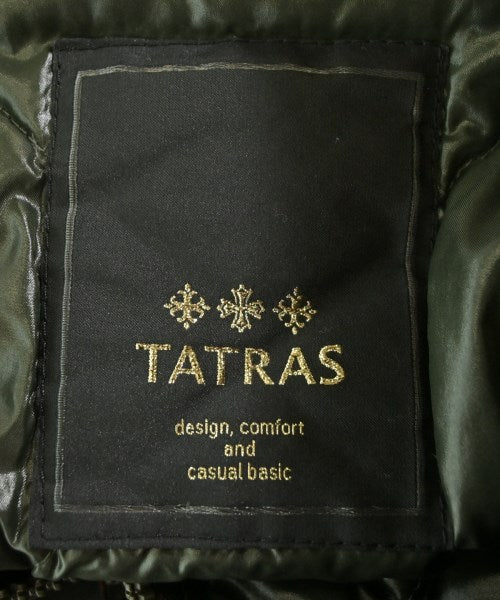 TATRAS
design, comfort
and
casual basic